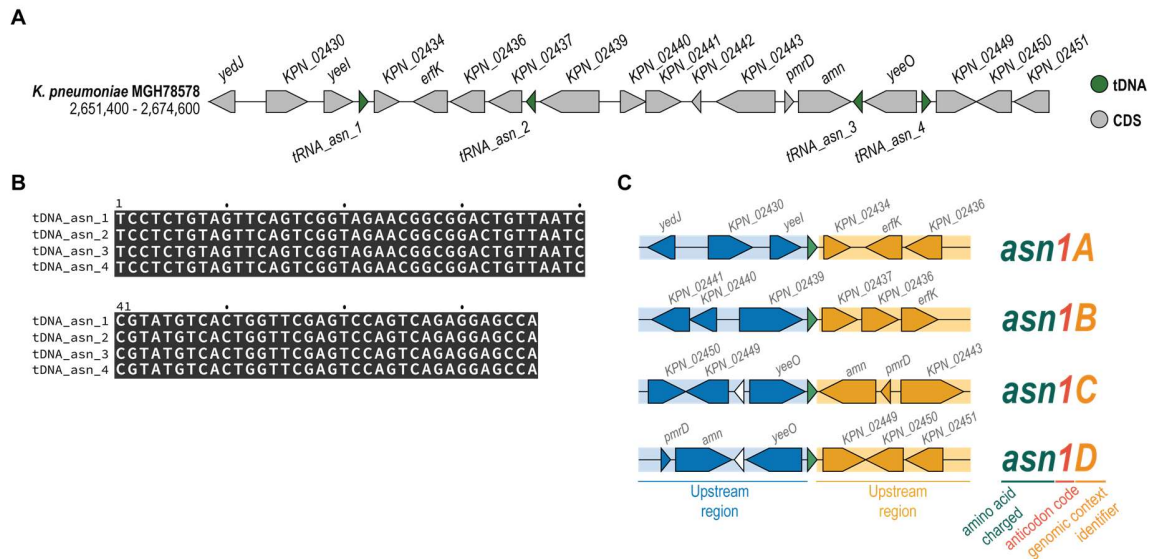 A
K. pneumoniae MGH78578
2,651,400 - 2,674,600
yedJ
KPN_02430
yeeI
KPN_02434
erfK
KPN_02436
KPN_02437
KPN_02439
KPN_02440
KPN_02441
KPN_02442
KPN_02443
pmrD
amn
yeeO
KPN_02449
KPN_02450
KPN_02451
tRNA_asn_1
tRNA_asn_2
tRNA_asn_3
tRNA_asn_4
tDNA
CDS
B
1
tDNA_asn_1 TCCTCTGTAGTTCAGTCGGTAGAACGGCGGACTGTTAATC
tDNA_asn_2 TCCTCTGTAGTTCAGTCGGTAGAACGGCGGACTGTTAATC
tDNA_asn_3 TCCTCTGTAGTTCAGTCGGTAGAACGGCGGACTGTTAATC
tDNA_asn_4 TCCTCTGTAGTTCAGTCGGTAGAACGGCGGACTGTTAATC
41
tDNA_asn_1 CGTATGTCACTGGTTCGAGTCCAGTCAGAGGAGCCA
tDNA_asn_2 CGTATGTCACTGGTTCGAGTCCAGTCAGAGGAGCCA
tDNA_asn_3 CGTATGTCACTGGTTCGAGTCCAGTCAGAGGAGCCA
tDNA_asn_4 CGTATGTCACTGGTTCGAGTCCAGTCAGAGGAGCCA
C
yedJ
KPN_02430
yeeI
KPN_02434
erfK
KPN_02436
asn1A
KPN_02441
KPN_02440
KPN_02439
KPN_02437
KPN_02436
erfK
asn1B
KPN_02450
KPN_02449
yeeO
amn
pmrD
KPN_02443
asn1C
pmrD
amn
yeeO
KPN_02449
KPN_02450
KPN_02451
asn1D
Upstream
region
Upstream
region
amino acid
charged
anticodon code
genomic context
identifier